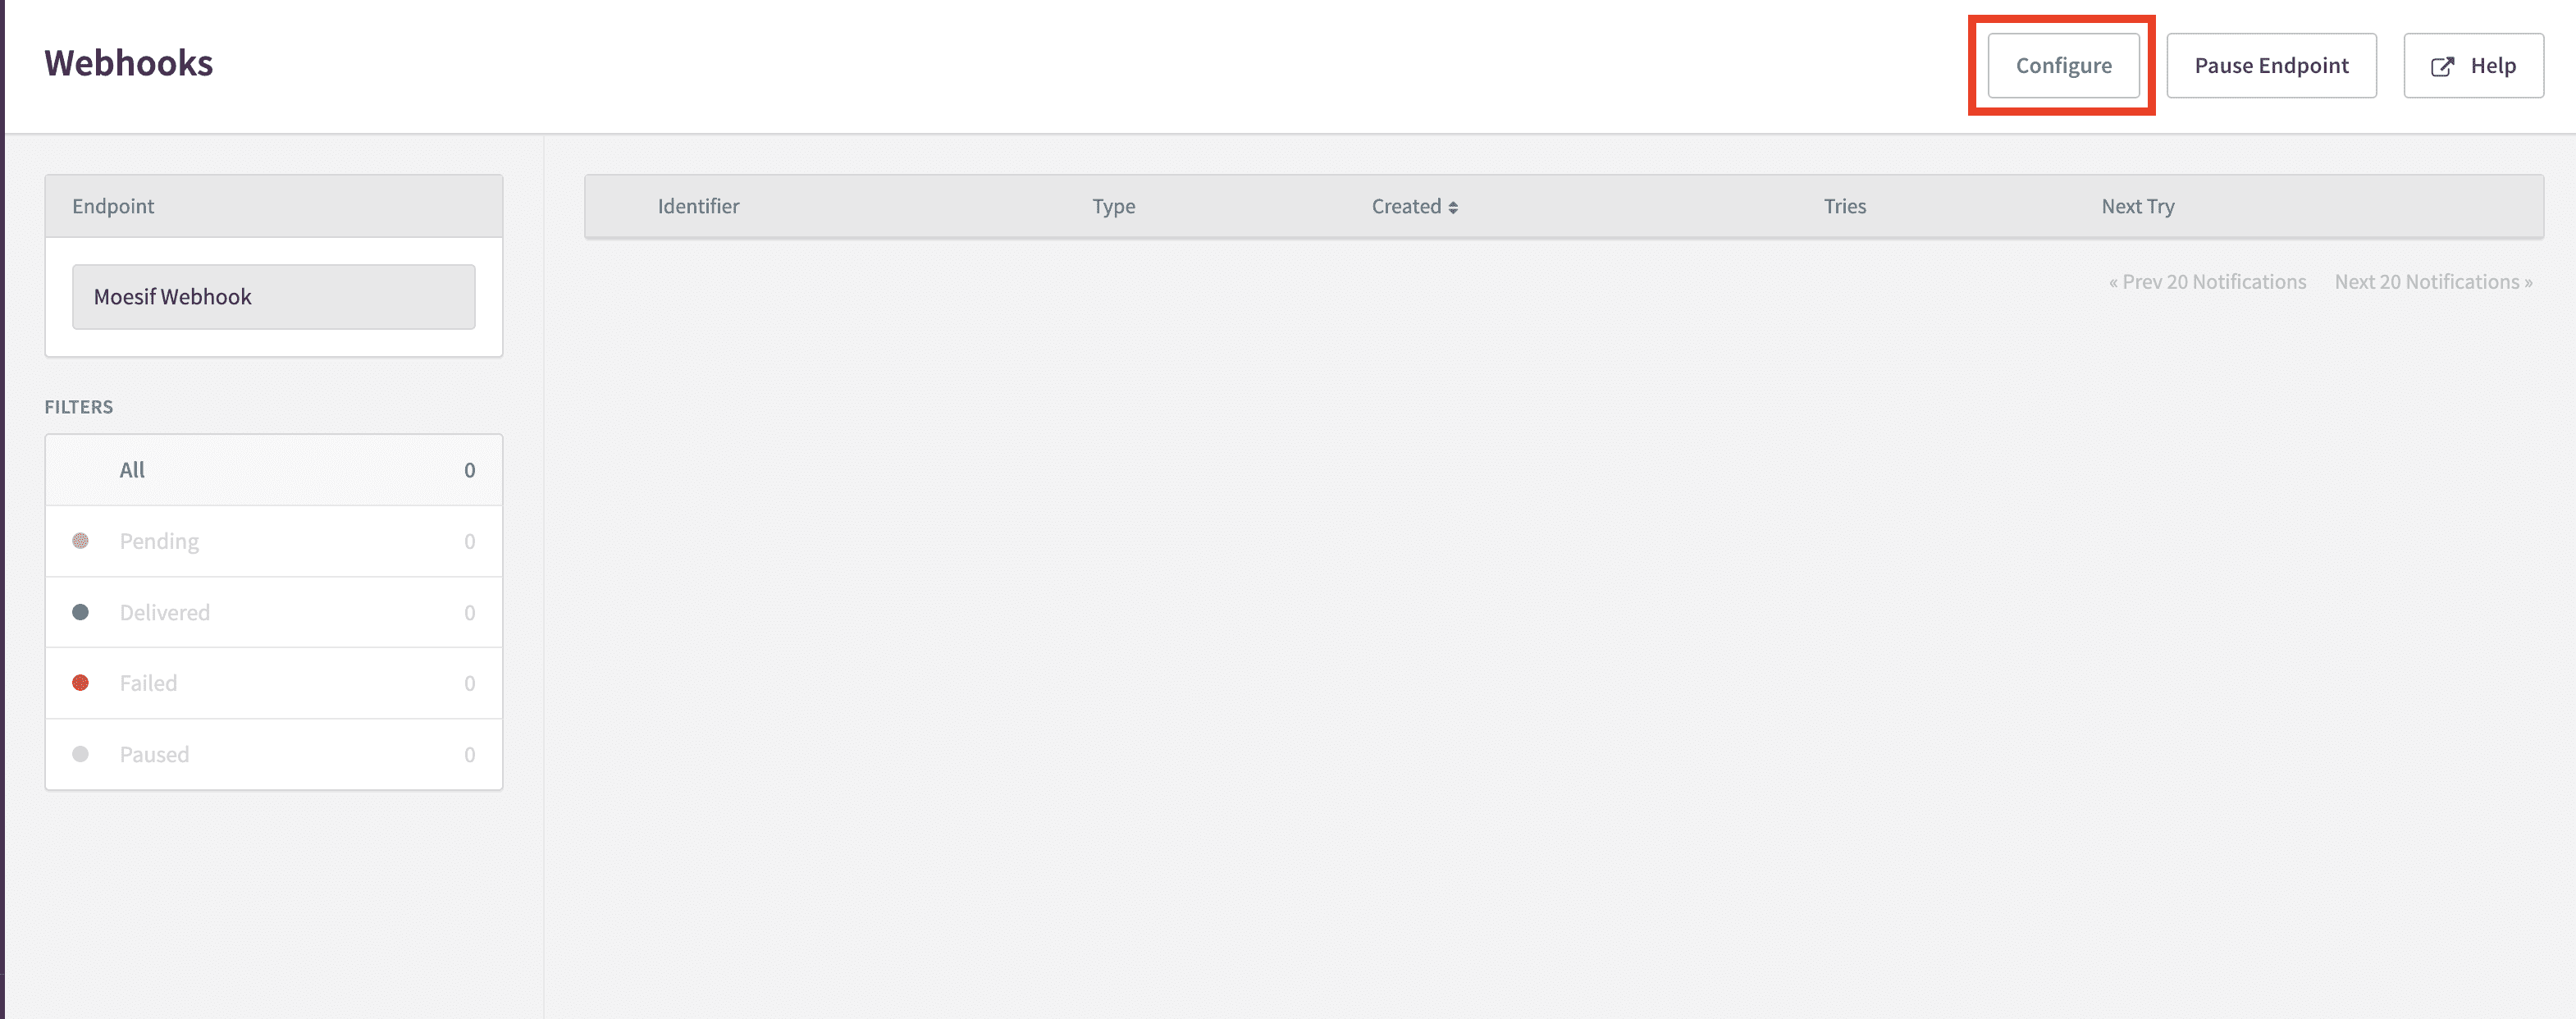 Webhooks
Configure
Pause Endpoint
Help
Endpoint
Moesif Webhook
FILTERS
All 0
Pending 0
Delivered 0
Failed 0
Paused 0
Identifier Type Created Tries Next Try
« Prev 20 Notifications Next 20 Notifications »